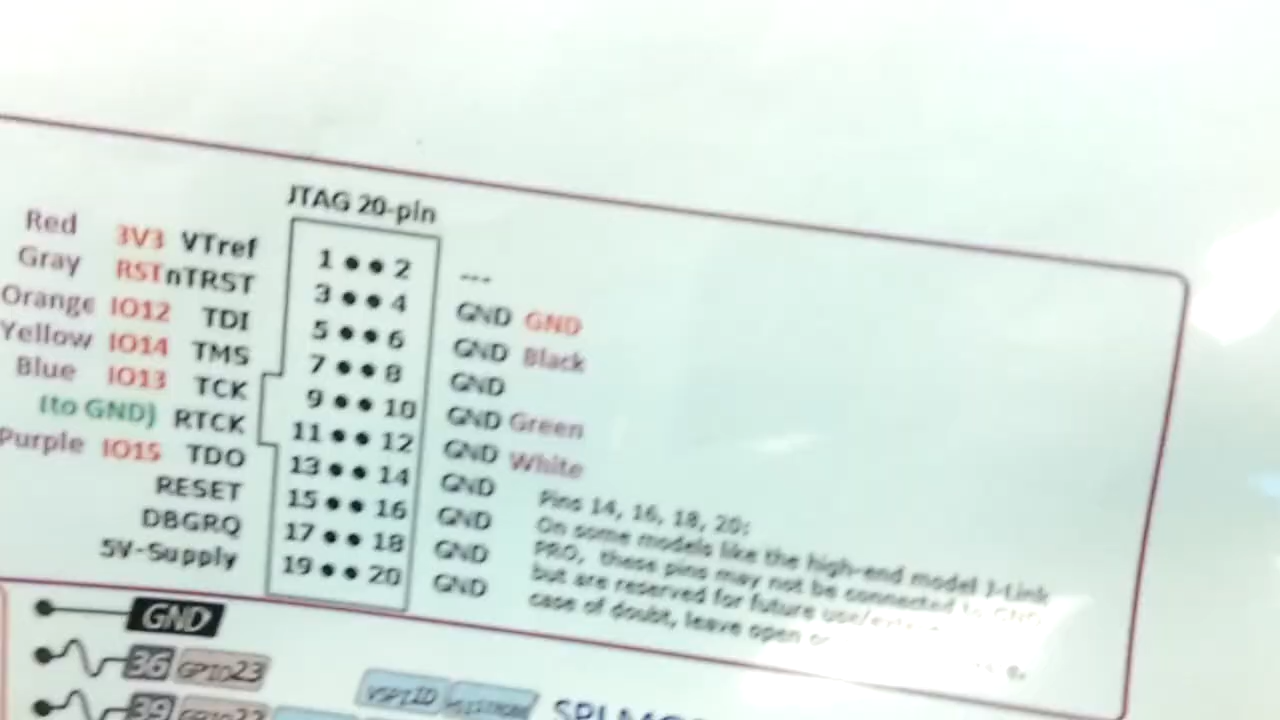 JTAG 20-pin
Red 3V3 VTref 1 2 ---
Gray RST nTRST 3 4 GND GND
Orange IO12 TDI 5 6 GND Black
Yellow IO14 TMS 7 8 GND
Blue IO13 TCK 9 10 GND Green
(to GND) RTCK 11 12 GND White
Purple IO15 TDO 13 14 GND
RESET 15 16 GND
DBGRQ 17 18 GND
5V-Supply 19 20 GND
Pins 14, 16, 18, 20:
On some models like the high-end model J-Link
PRO, these pins may not be connected to GND
but are reserved for future use/
case of doubt, leave open or
GND
36 GPIO23
39
VSPIID